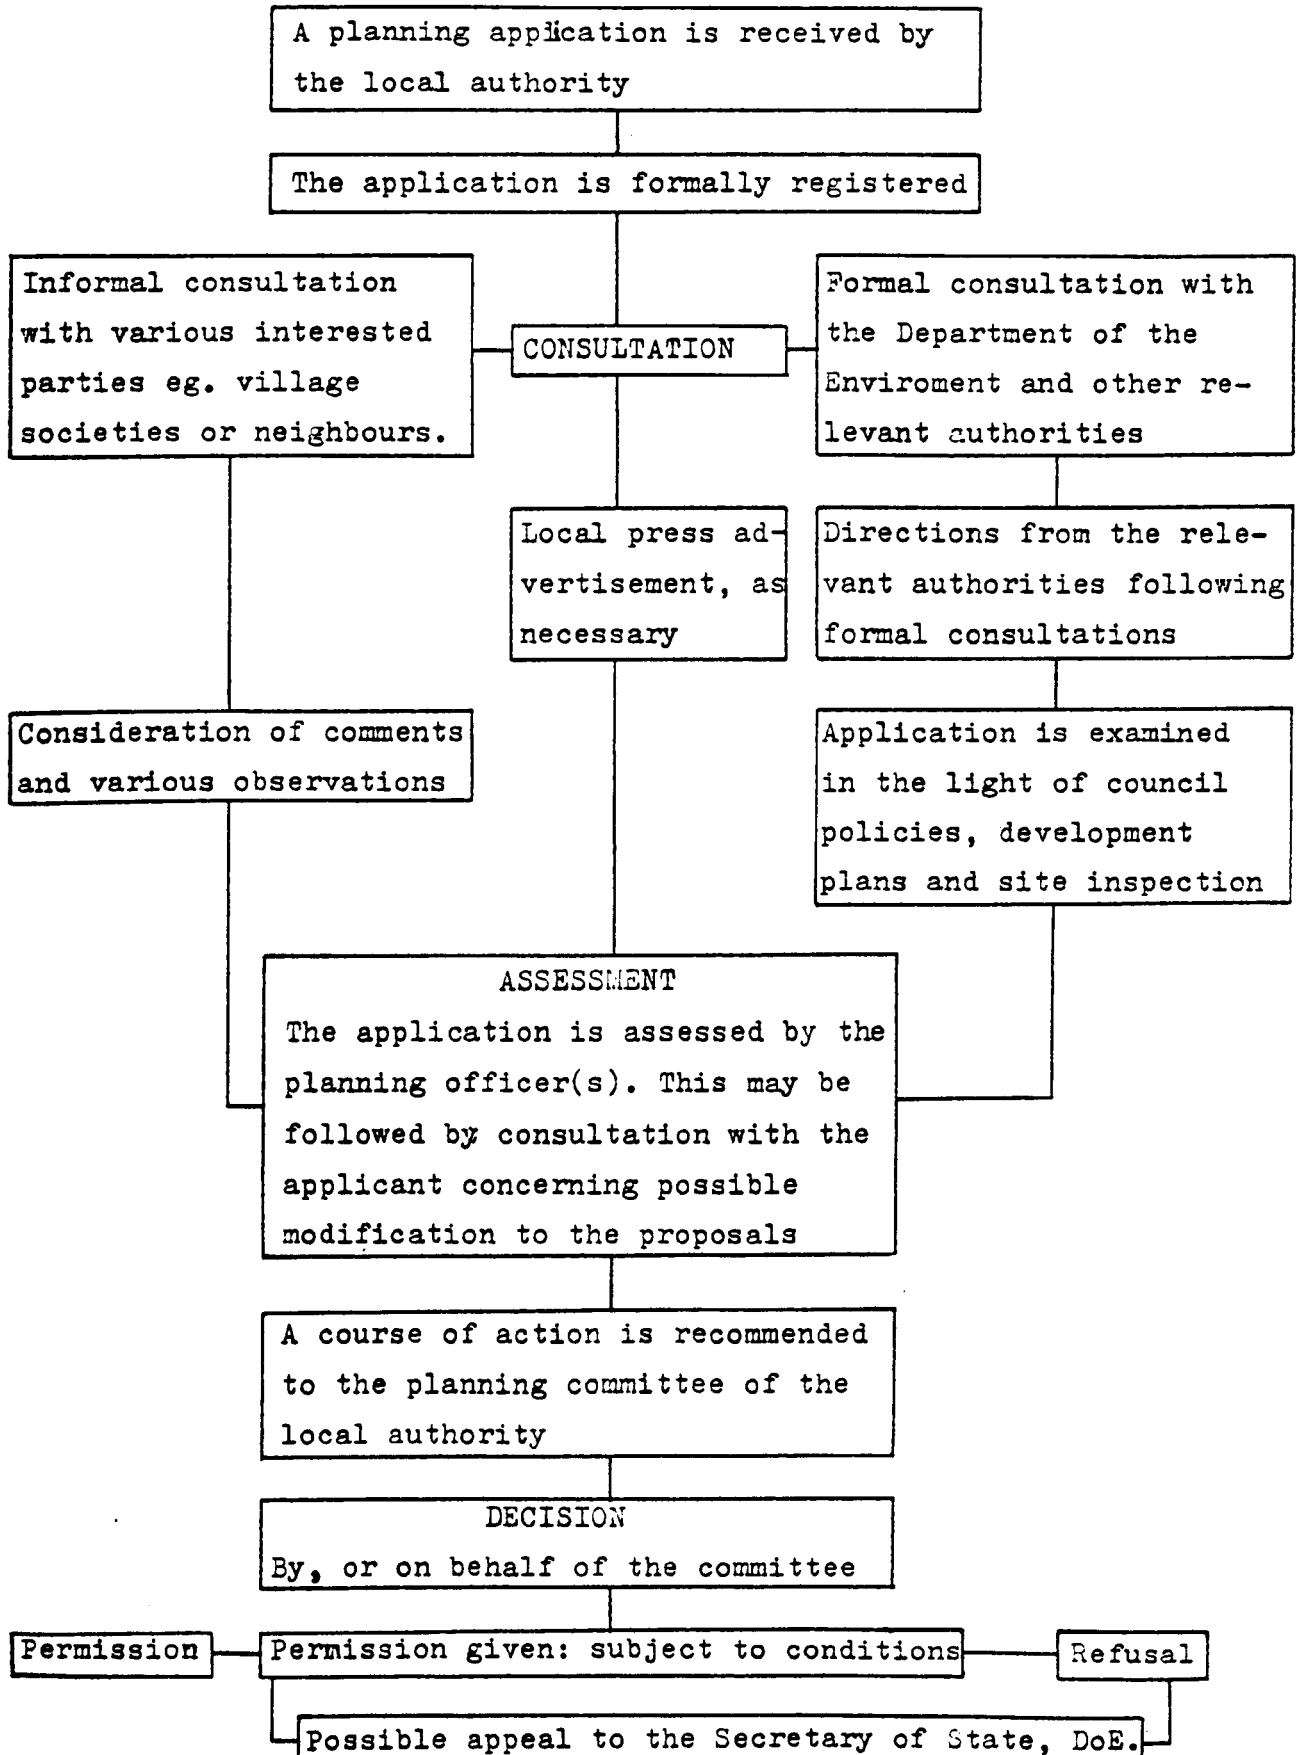 A planning application is received by
the local authority
The application is formally registered
Informal consultation
with various interested
parties eg. village
societies or neighbours.
CONSULTATION
Formal consultation with
the Department of the
Enviroment and other re-
levant authorities
Local press ad-
vertisement, as
necessary
Directions from the rele-
vant authorities following
formal consultations
Consideration of comments
and various observations
Application is examined
in the light of council
policies, development
plans and site inspection
ASSESSMENT
The application is assessed by the
planning officer(s). This may be
followed by consultation with the
applicant concerning possible
modification to the proposals
A course of action is recommended
to the planning committee of the
local authority
DECISION
By, or on behalf of the committee
Permission
Permission given: subject to conditions
Refusal
Possible appeal to the Secretary of State, DoE.